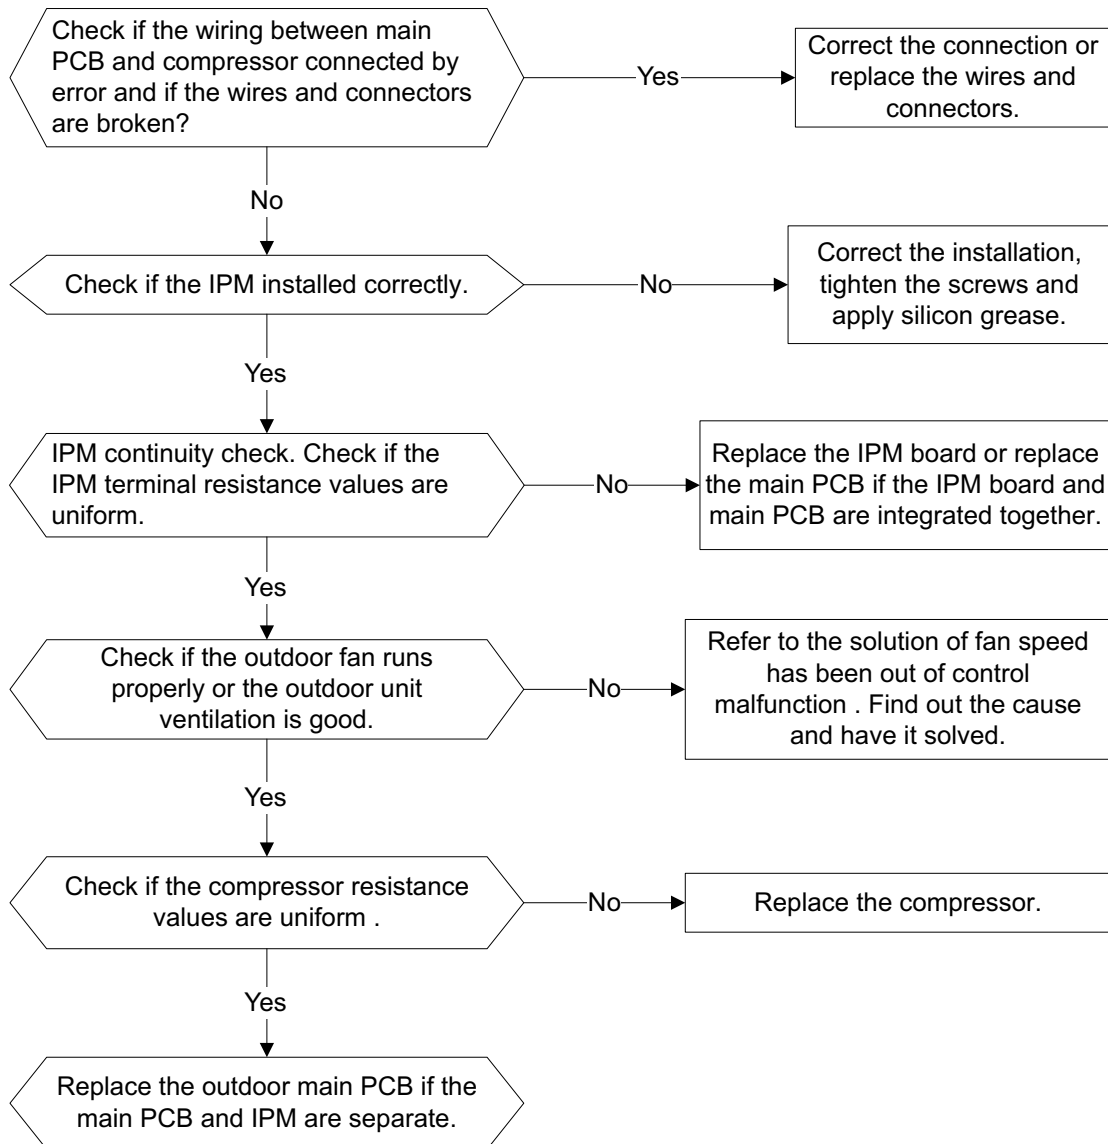 Check if the wiring between main
PCB and compressor connected by
error and if the wires and connectors
are broken?
Yes
Correct the connection or
replace the wires and
connectors.
No
Check if the IPM installed correctly.
No
Correct the installation,
tighten the screws and
apply silicon grease.
Yes
IPM continuity check. Check if the
IPM terminal resistance values are
uniform.
No
Replace the IPM board or replace
the main PCB if the IPM board and
main PCB are integrated together.
Yes
Check if the outdoor fan runs
properly or the outdoor unit
ventilation is good.
No
Refer to the solution of fan speed
has been out of control
malfunction . Find out the cause
and have it solved.
Yes
Check if the compressor resistance
values are uniform .
No
Replace the compressor.
Yes
Replace the outdoor main PCB if the
main PCB and IPM are separate.